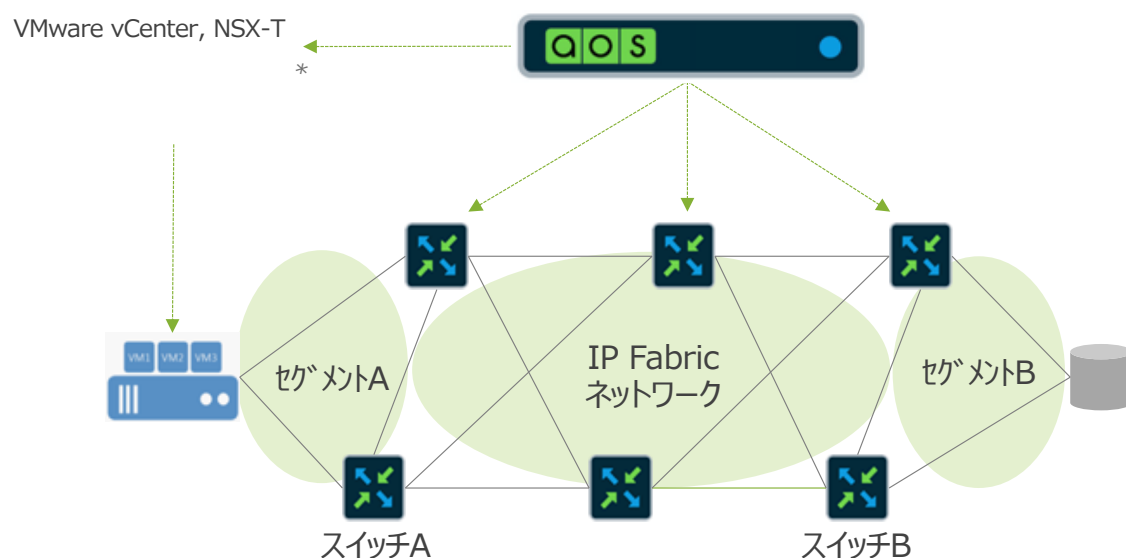 VMware vCenter, NSX-T
*
aos
VM1 VM2 VM3
セグメントA
IP Fabric
ネットワーク
セグメントB
スイッチA
スイッチB